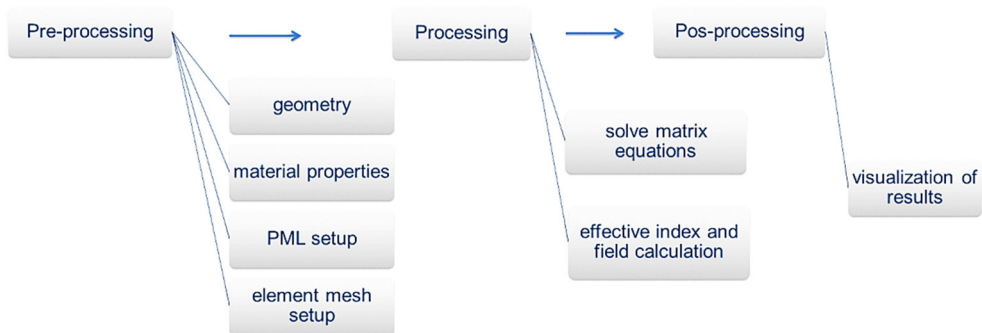 Pre-processing
Processing
Pos-processing
geometry
material properties
PML setup
element mesh
setup
solve matrix
equations
effective index and
field calculation
visualization of
results